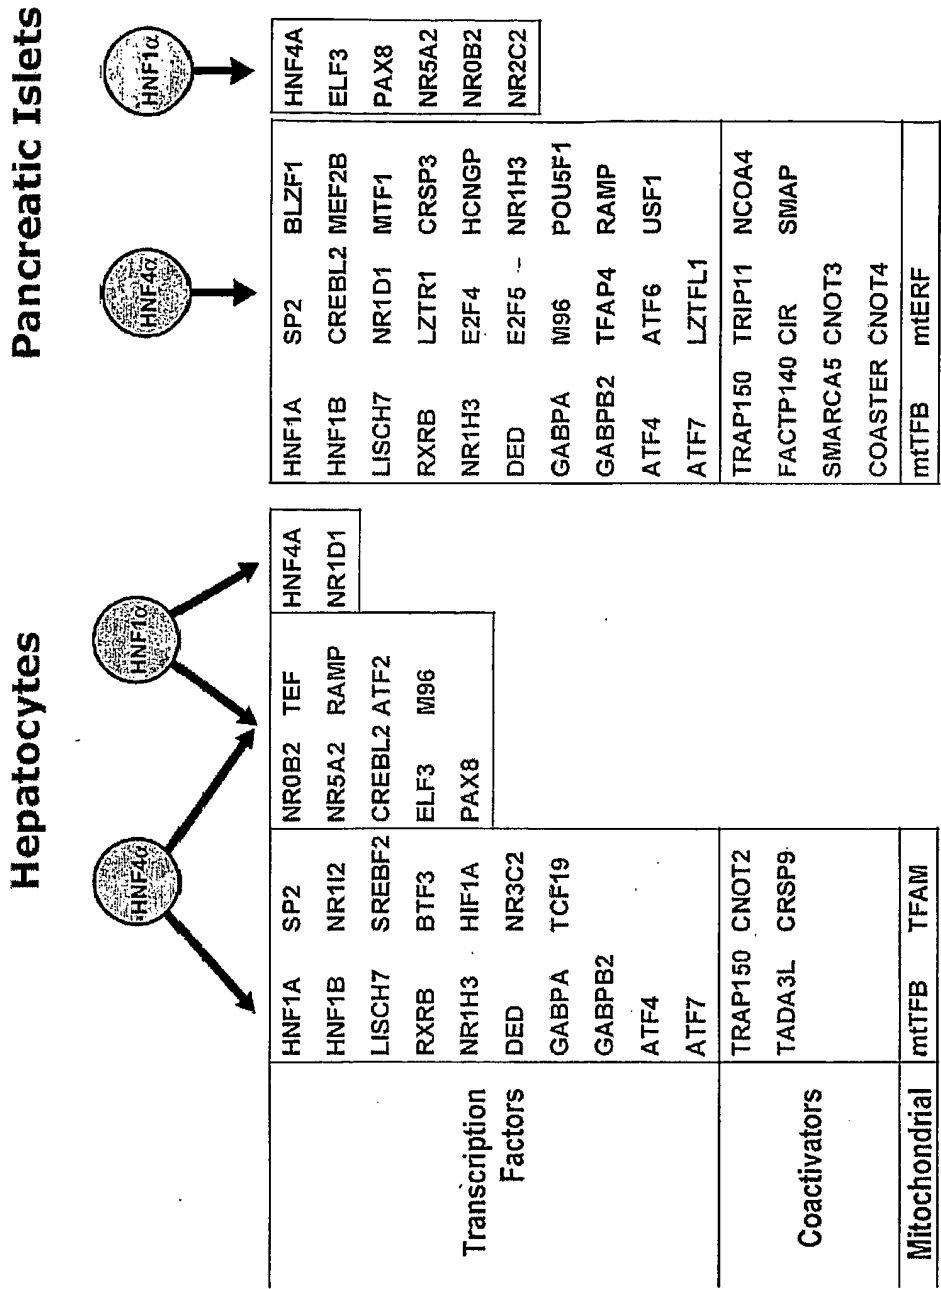 Hepatocytes Pancreatic Islets
HNF4α HNF1α HNF4α HNF1α
HNF1A SP2 NR0B2 TEF HNF4A HNF1A SP2 BLZF1 HNF4A
HNF1B NR1I2 NR5A2 RAMP NR1D1 HNF1B CREBL2 MEF2B ELF3
LISCH7 SREBF2 CREBL2 ATF2 LISCH7 NR1D1 MTF1 PAX8
RXRB BTF3 ELF3 M96 RXRB LZTR1 CRSP3 NR5A2
Transcription NR1H3 HIF1A PAX8 NR1H3 E2F4 HCNGP NR0B2
Factors DED NR3C2 DED E2F5 NR1H3 NR2C2
GABPA TCF19 GABPA M96 POU5F1
GABPB2 GABPB2 TFAP4 RAMP
ATF4 ATF4 ATF6 USF1
ATF7 ATF7 LZTFL1
TRAP150 CNOT2 TRAP150 TRIP11 NCOA4
Coactivators TADA3L CRSP9 FACTP140 CIR SMAP
SMARCA5 CNOT3
COASTER CNOT4
Mitochondrial mtTFB TFAM mtTFB mtERF